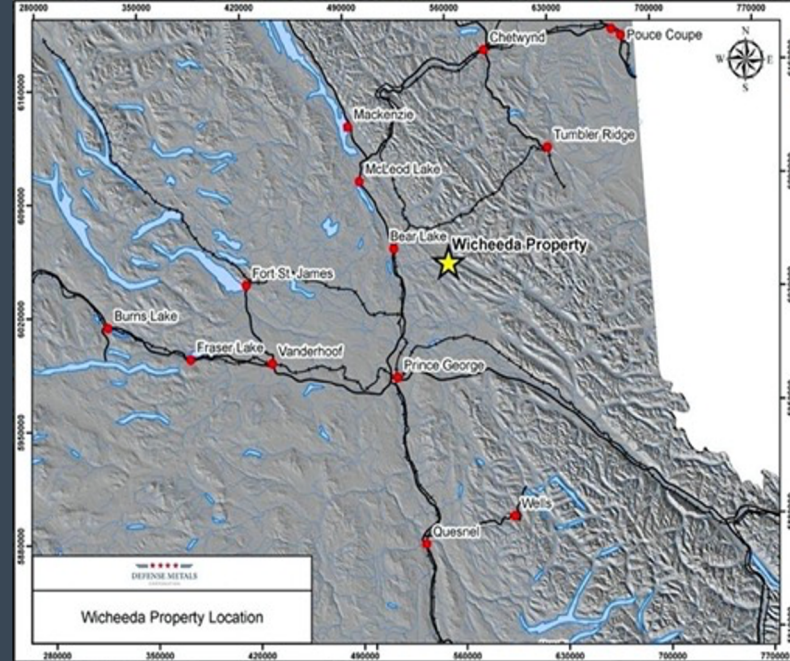 280000 350000 420000 490000 560000 630000 700000 770000
Chetwynd
Pouce Coupe
N
W E
S
6160000
Mackenzie
Tumbler Ridge
McLeod Lake
6090000
Bear Lake
Wicheeda Property
Fort St. James
6020000
Burns Lake
Fraser Lake
Vanderhoof
Prince George
5950000
Wells
Quesnel
5880000
DEFENSE METALS
Wicheeda Property Location
280000 350000 420000 490000 560000 630000 700000 770000